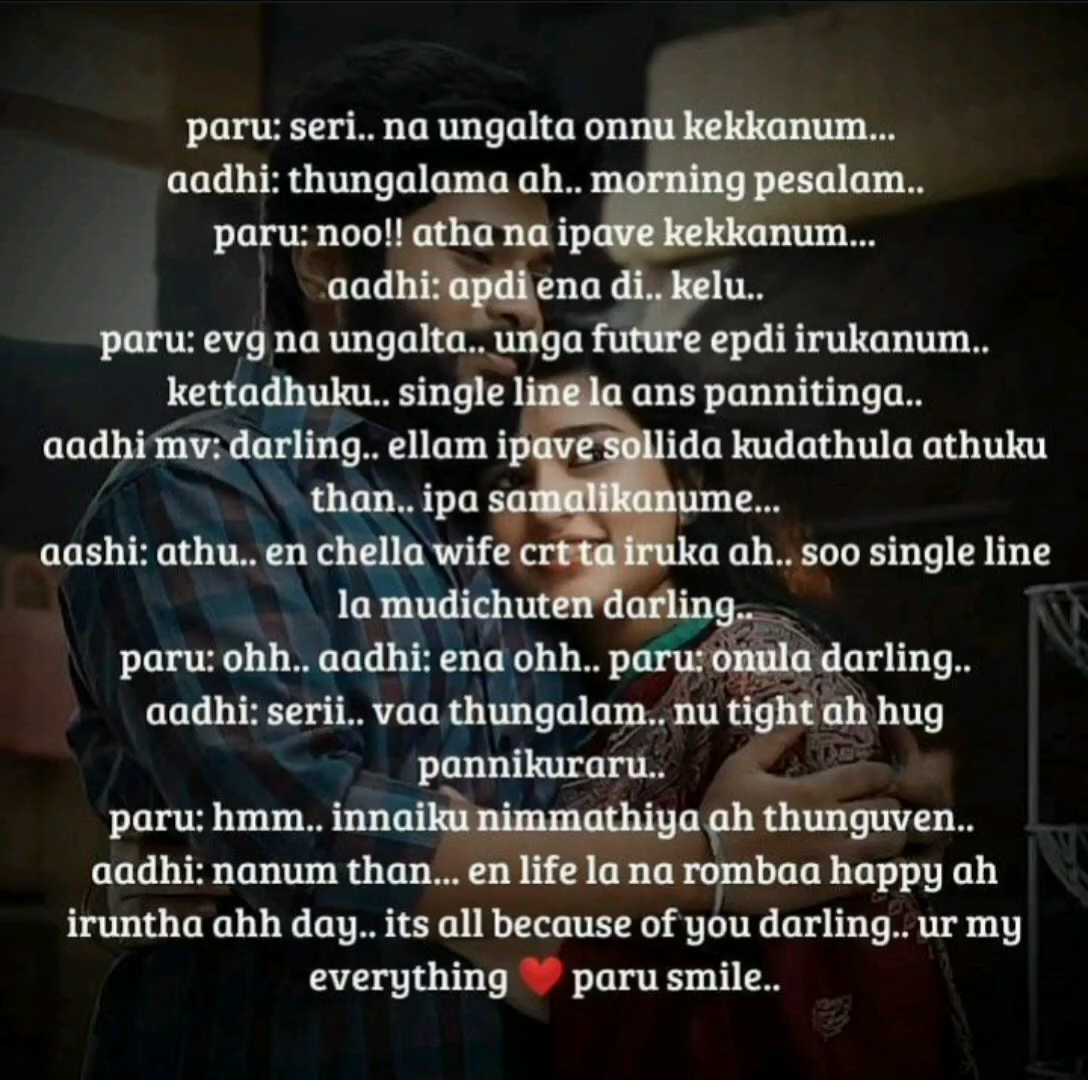 paru: seri.. na ungalta onnu kekkanum...
aadhi: thungalama ah.. morning pesalam..
paru: noo!! atha na ipave kekkanum...
aadhi: apdi ena di.. kelu..
paru: evg na ungalta.. unga future epdi irukanum..
kettadhuku.. single line la ans pannitinga..
aadhi mv: darling.. ellam ipave sollida kudathula athuku
than.. ipa samalikanume...
aashi: athu.. en chella wife crt ta iruka ah.. soo single line
la mudichuten darling..
paru: ohh.. aadhi: ena ohh.. paru: onula darling..
aadhi: serii.. vaa thungalam.. nu tight ah hug
pannikuraru..
paru: hmm.. innaiku nimmathiya ah thunguven..
aadhi: nanum than... en life la na rombaa happy ah
iruntha ahh day.. its all because of you darling.. ur my
everything ❤️ paru smile..